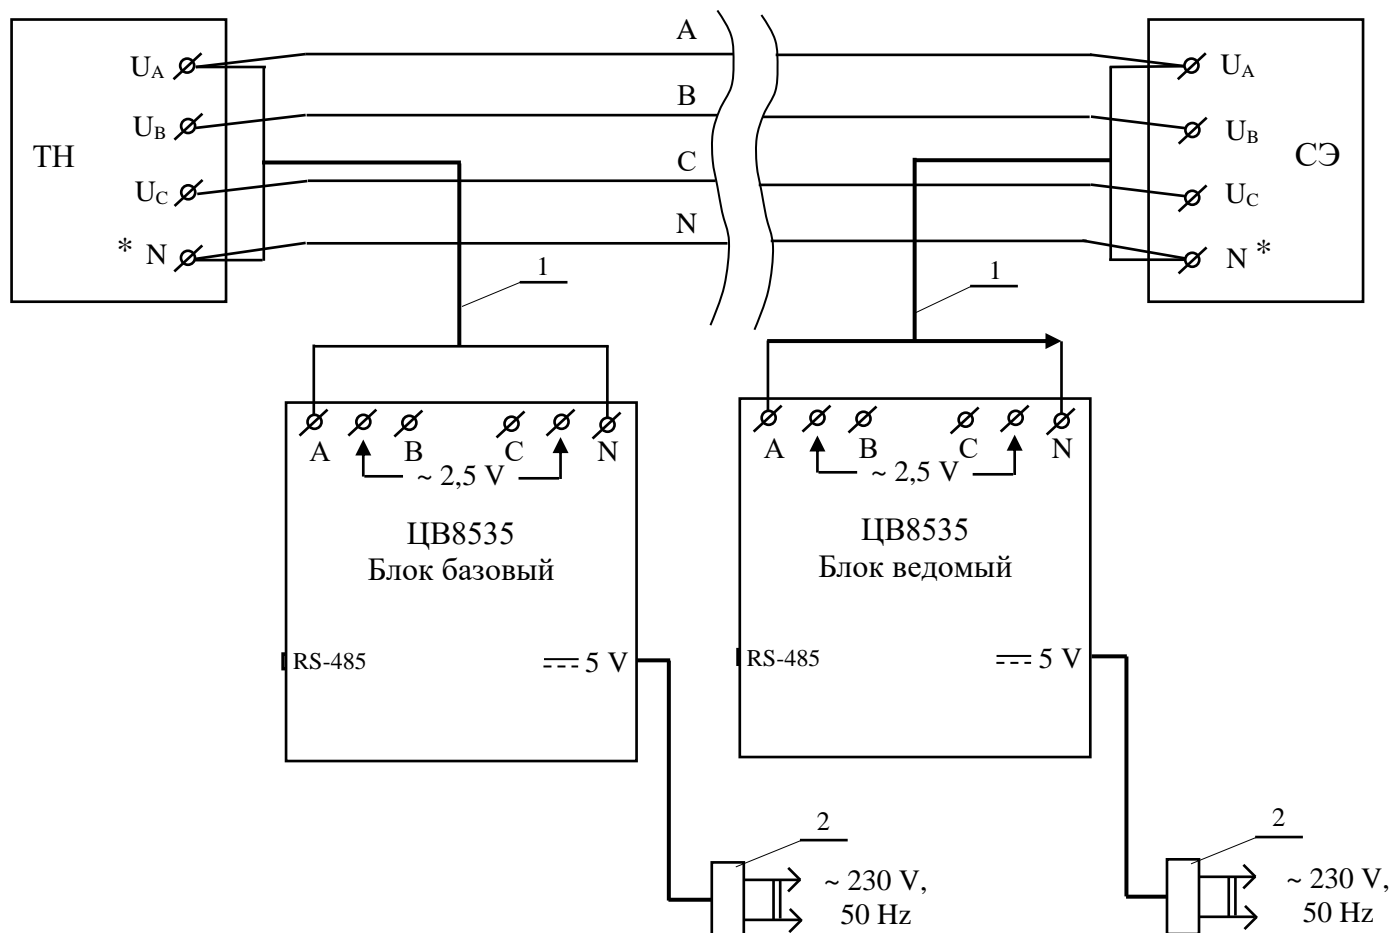 A
UA
UA
B
UB
UB
ТН
СЭ
C
UC
UC
N
* N
N *
1
1
A
B
C
N
~ 2,5 V
ЦВ8535
Блок базовый
RS-485
5 V
A
B
C
N
~ 2,5 V
ЦВ8535
Блок ведомый
RS-485
5 V
2
~ 230 V,
50 Hz
2
~ 230 V,
50 Hz